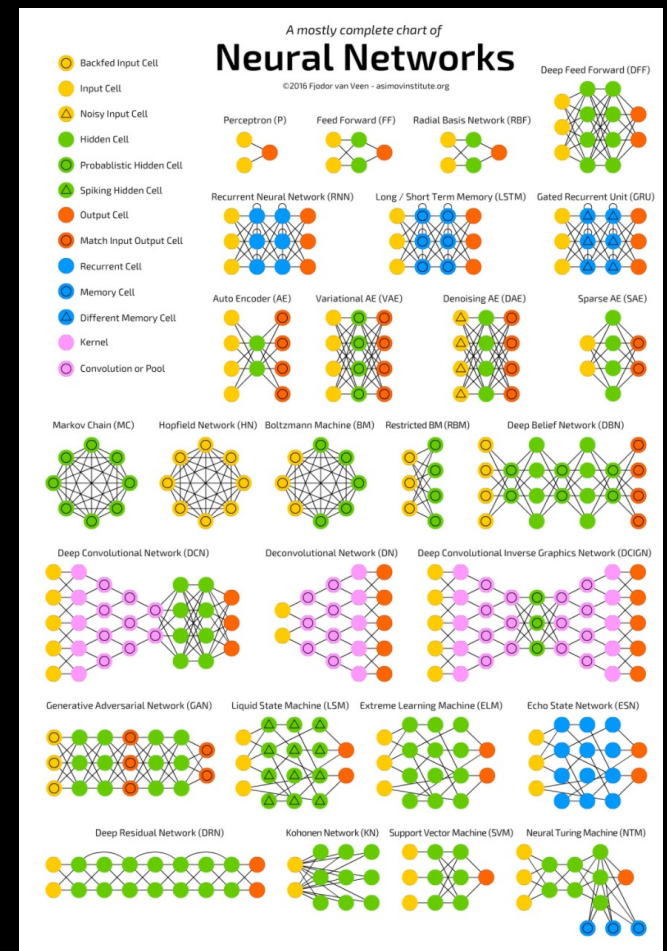 A mostly complete chart of
Neural Networks
©2016 Fjodor van Veen - asimovinstitute.org
Backfed Input Cell
Input Cell
Noisy Input Cell
Hidden Cell
Probablistic Hidden Cell
Spiking Hidden Cell
Output Cell
Match Input Output Cell
Recurrent Cell
Memory Cell
Different Memory Cell
Kernel
Convolution or Pool
Deep Feed Forward (DFF)
Perceptron (P)
Feed Forward (FF)
Radial Basis Network (RBF)
Recurrent Neural Network (RNN)
Long / Short Term Memory (LSTM)
Gated Recurrent Unit (GRU)
Auto Encoder (AE)
Variational AE (VAE)
Denoising AE (DAE)
Sparse AE (SAE)
Markov Chain (MC)
Hopfield Network (HN)
Boltzmann Machine (BM)
Restricted BM (RBM)
Deep Belief Network (DBN)
Deep Convolutional Network (DCN)
Deconvolutional Network (DN)
Deep Convolutional Inverse Graphics Network (DCIGN)
Generative Adversarial Network (GAN)
Liquid State Machine (LSM)
Extreme Learning Machine (ELM)
Echo State Network (ESN)
Deep Residual Network (DRN)
Kohonen Network (KN)
Support Vector Machine (SVM)
Neural Turing Machine (NTM)